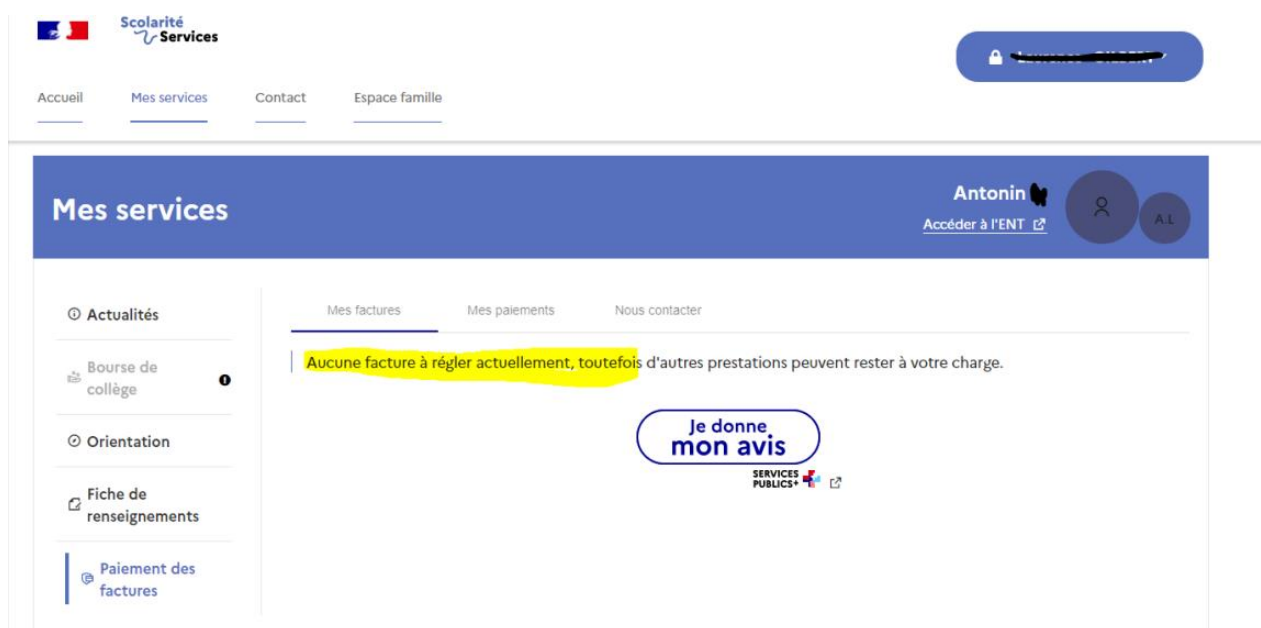 Scolarité
Services
Accueil Mes services Contact Espace famille
Mes services
Antonin
Accéder à l'ENT
A.L
Actualités
Bourse de
collège
Orientation
Fiche de
renseignements
Paiement des
factures
Mes factures Mes paiements Nous contacter
Aucune facture à régler actuellement, toutefois d'autres prestations peuvent rester à votre charge.
Je donne
mon avis
SERVICES
PUBLICS+